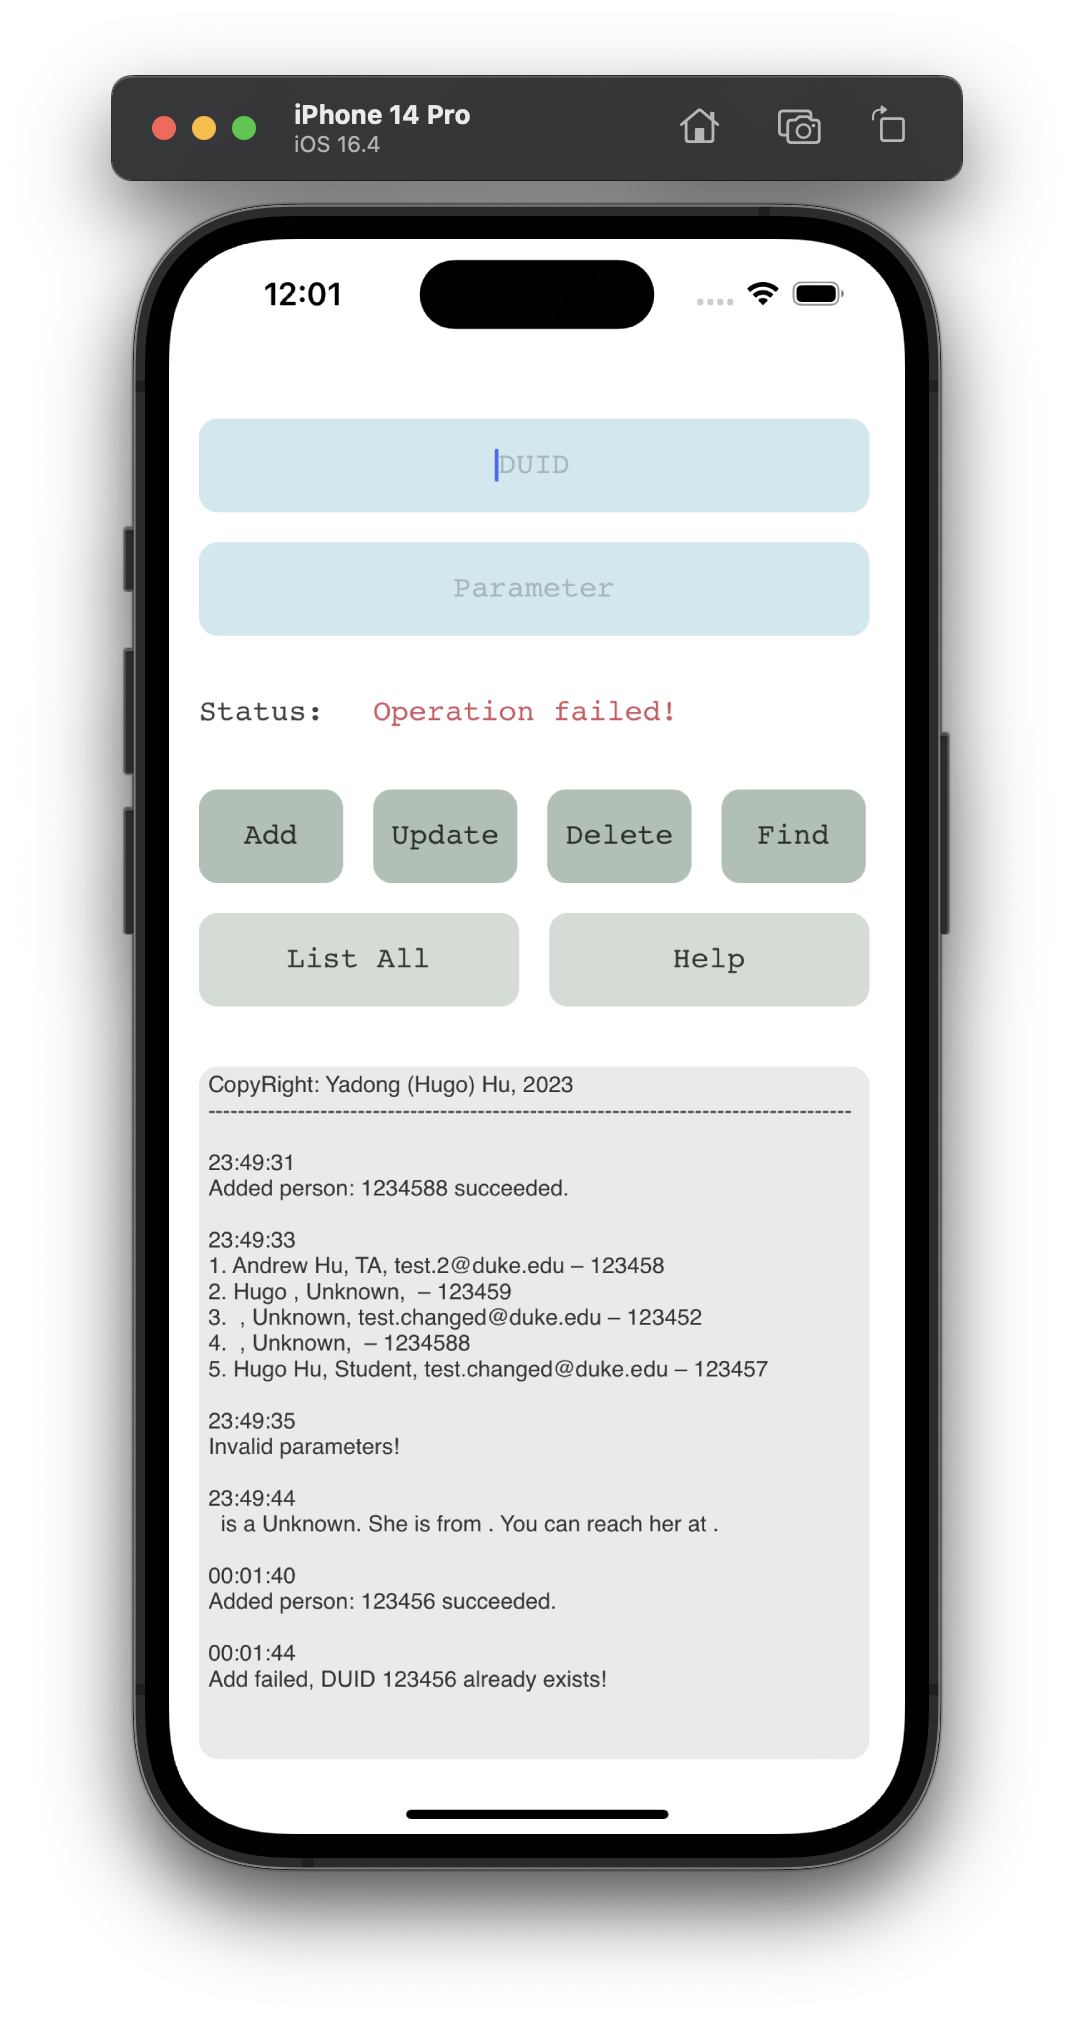 iPhone 14 Pro
iOS 16.4
12:01
DUID
Parameter
Status: Operation failed!
Add Update Delete Find
List All Help
CopyRight: Yadong (Hugo) Hu, 2023
--------------------------------------------------------------------------------------
23:49:31
Added person: 1234588 succeeded.
23:49:33
1. Andrew Hu, TA, test.2@duke.edu – 123458
2. Hugo , Unknown,  – 123459
3.  , Unknown, test.changed@duke.edu – 123452
4.  , Unknown,  – 1234588
5. Hugo Hu, Student, test.changed@duke.edu – 123457
23:49:35
Invalid parameters!
23:49:44
  is a Unknown. She is from . You can reach her at .
00:01:40
Added person: 123456 succeeded.
00:01:44
Add failed, DUID 123456 already exists!